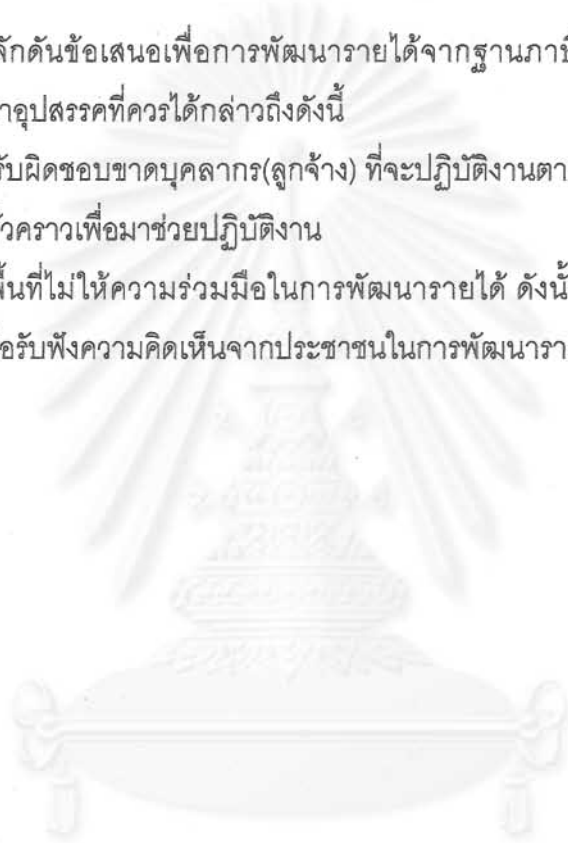 ลักดันข้อเสนอเพื่อการพัฒนารายได้จากฐานภาษี
าอุปสรรคที่ควรได้กล่าวถึงดังนี้
รับผิดชอบขาดบุคลากร(ลูกจ้าง) ที่จะปฏิบัติงานตา
ัวคราวเพื่อมาช่วยปฏิบัติงาน
พื้นที่ไม่ให้ความร่วมมือในการพัฒนารายได้ ดังนั้
อรับฟังความคิดเห็นจากประชาชนในการพัฒนารา